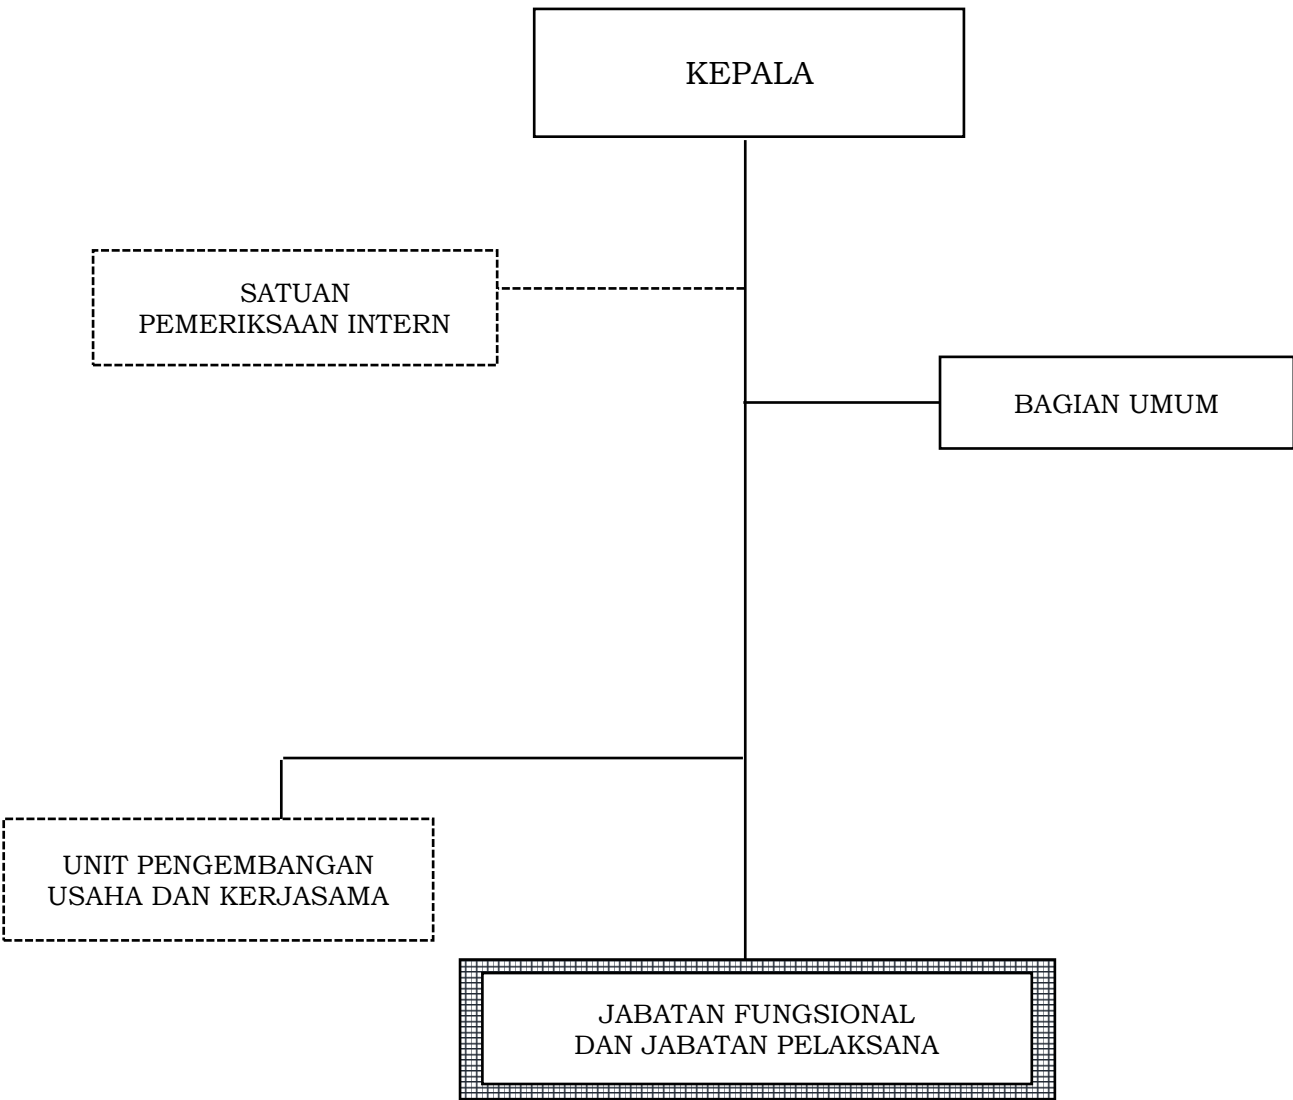 KEPALA
SATUAN
PEMERIKSAAN INTERN
BAGIAN UMUM
UNIT PENGEMBANGAN
USAHA DAN KERJASAMA
JABATAN FUNGSIONAL
DAN JABATAN PELAKSANA